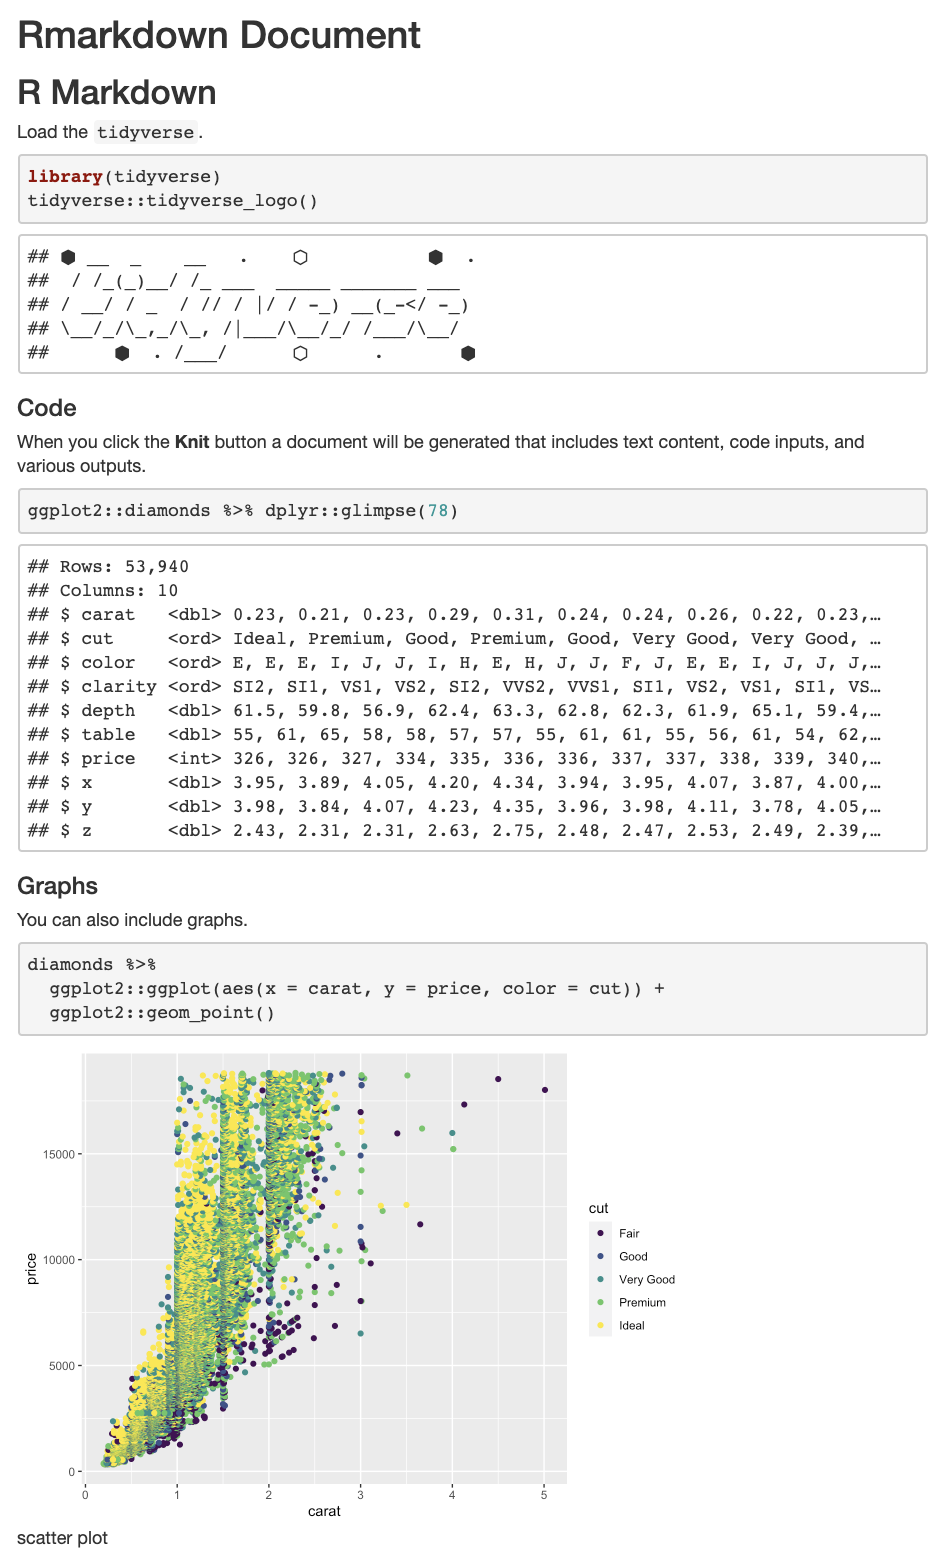 Rmarkdown Document
R Markdown
Load the tidyverse.
library(tidyverse)
tidyverse::tidyverse_logo()
## ⬢ __  _    __   .    ⬡           ⬢  .
##  / /_(_)__/ /_ ___  _____ _______ ___
## / __/ / _  / // / |/ / -_) __(_-</ -_)
## \__/_/\_,_/\_, /|___/\__/_/ /___/\__/
##      ⬢  . /___/      ⬡      .       ⬢
Code
When you click the Knit button a document will be generated that includes text content, code inputs, and
various outputs.
ggplot2::diamonds %>% dplyr::glimpse(78)
## Rows: 53,940
## Columns: 10
## $ carat   <dbl> 0.23, 0.21, 0.23, 0.29, 0.31, 0.24, 0.24, 0.26, 0.22, 0.23,…
## $ cut     <ord> Ideal, Premium, Good, Premium, Good, Very Good, Very Good, …
## $ color   <ord> E, E, E, I, J, J, I, H, E, H, J, J, F, J, E, E, I, J, J, J,…
## $ clarity <ord> SI2, SI1, VS1, VS2, SI2, VVS2, VVS1, SI1, VS2, VS1, SI1, VS…
## $ depth   <dbl> 61.5, 59.8, 56.9, 62.4, 63.3, 62.8, 62.3, 61.9, 65.1, 59.4,…
## $ table   <dbl> 55, 61, 65, 58, 58, 57, 57, 55, 61, 61, 55, 56, 61, 54, 62,…
## $ price   <int> 326, 326, 327, 334, 335, 336, 336, 337, 337, 338, 339, 340,…
## $ x       <dbl> 3.95, 3.89, 4.05, 4.20, 4.34, 3.94, 3.95, 4.07, 3.87, 4.00,…
## $ y       <dbl> 3.98, 3.84, 4.07, 4.23, 4.35, 3.96, 3.98, 4.11, 3.78, 4.05,…
## $ z       <dbl> 2.43, 2.31, 2.31, 2.63, 2.75, 2.48, 2.47, 2.53, 2.49, 2.39,…
Graphs
You can also include graphs.
diamonds %>%
  ggplot2::ggplot(aes(x = carat, y = price, color = cut)) +
  ggplot2::geom_point()
15000
10000
5000
0
price
0 1 2 3 4 5
carat
cut
Fair
Good
Very Good
Premium
Ideal
scatter plot